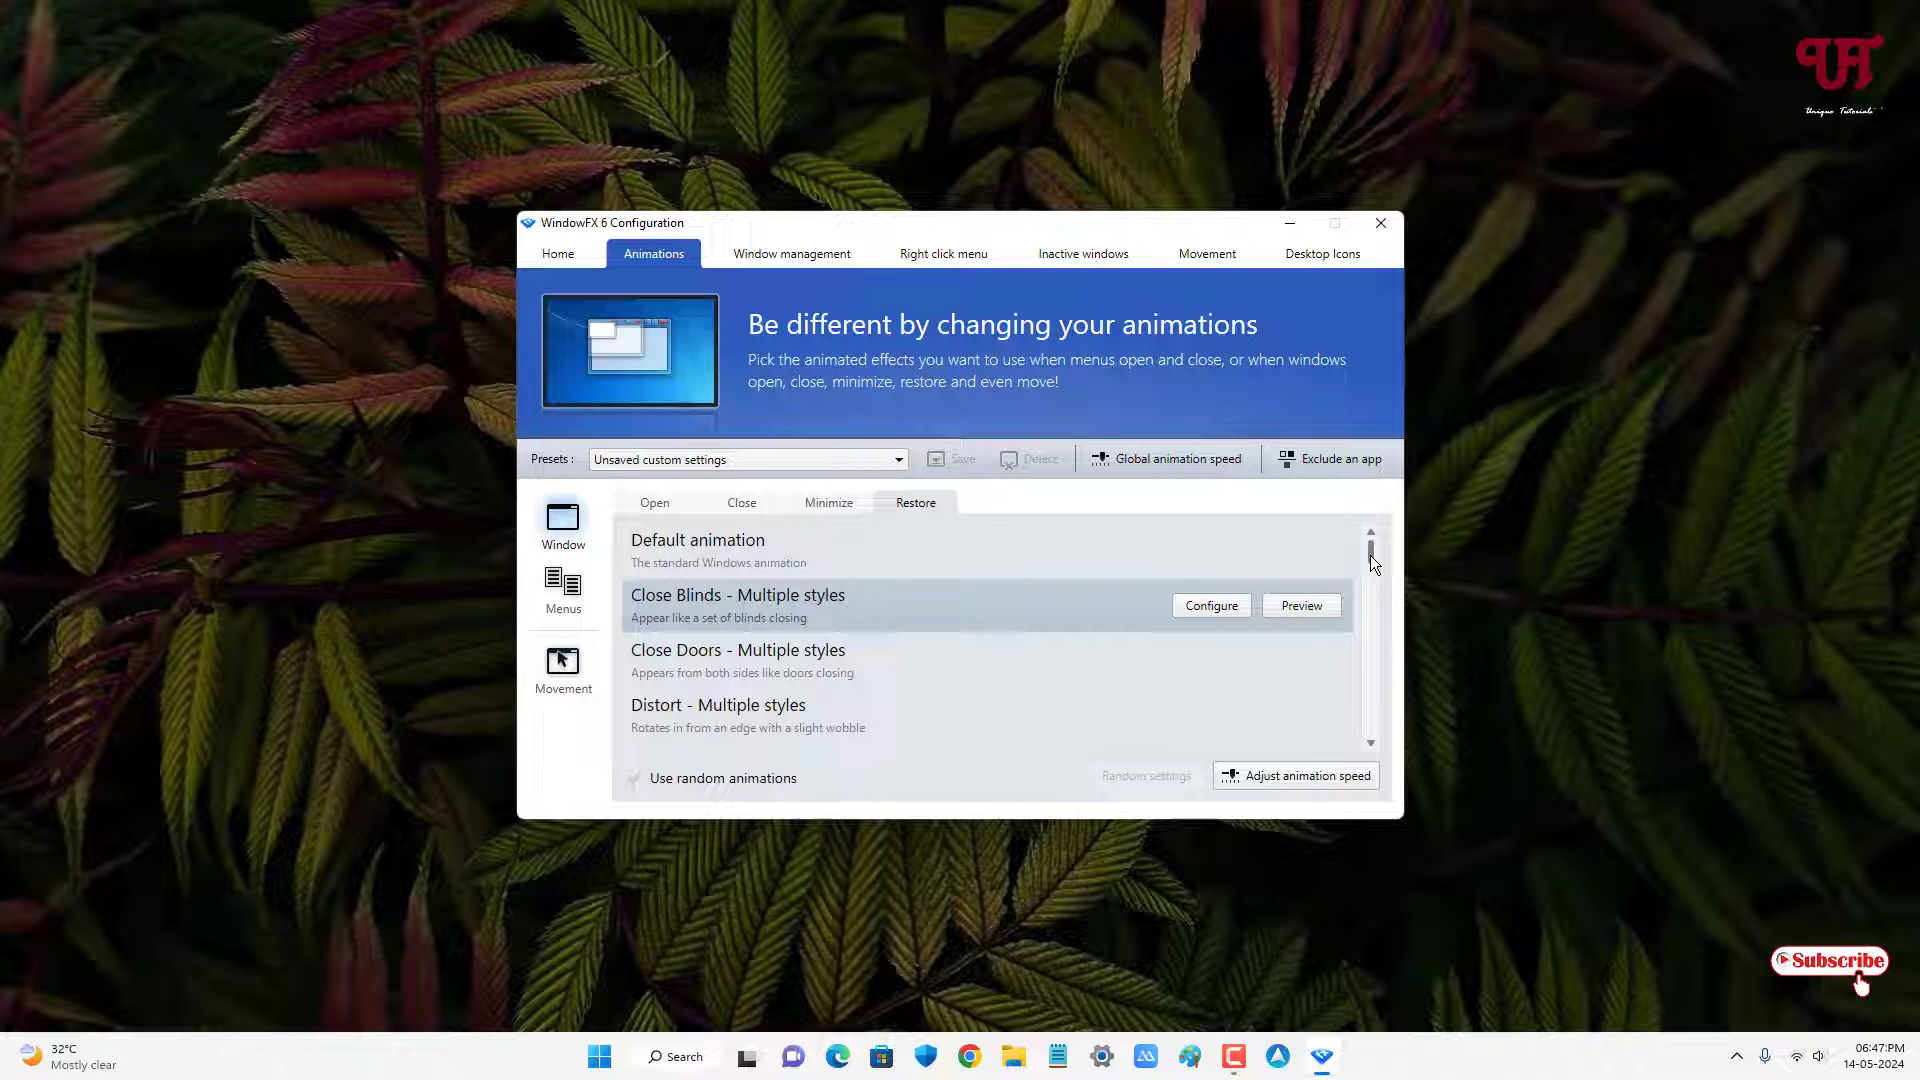 UT
Unique Tutorials
WindowFX 6 Configuration
Home
Animations
Window management
Right click menu
Inactive windows
Movement
Desktop Icons
Be different by changing your animations
Pick the animated effects you want to use when menus open and close, or when windows
open, close, minimize, restore and even move!
Presets :
Unsaved custom settings
Save
Delete
Global animation speed
Exclude an app
Window
Menus
Movement
Open
Close
Minimize
Restore
Default animation
The standard Windows animation
Close Blinds - Multiple styles
Appear like a set of blinds closing
Configure
Preview
Close Doors - Multiple styles
Appears from both sides like doors closing
Distort - Multiple styles
Rotates in from an edge with a slight wobble
Use random animations
Random settings
Adjust animation speed
Subscribe
32°C
Mostly clear
Search
06:47:PM
14-05-2024